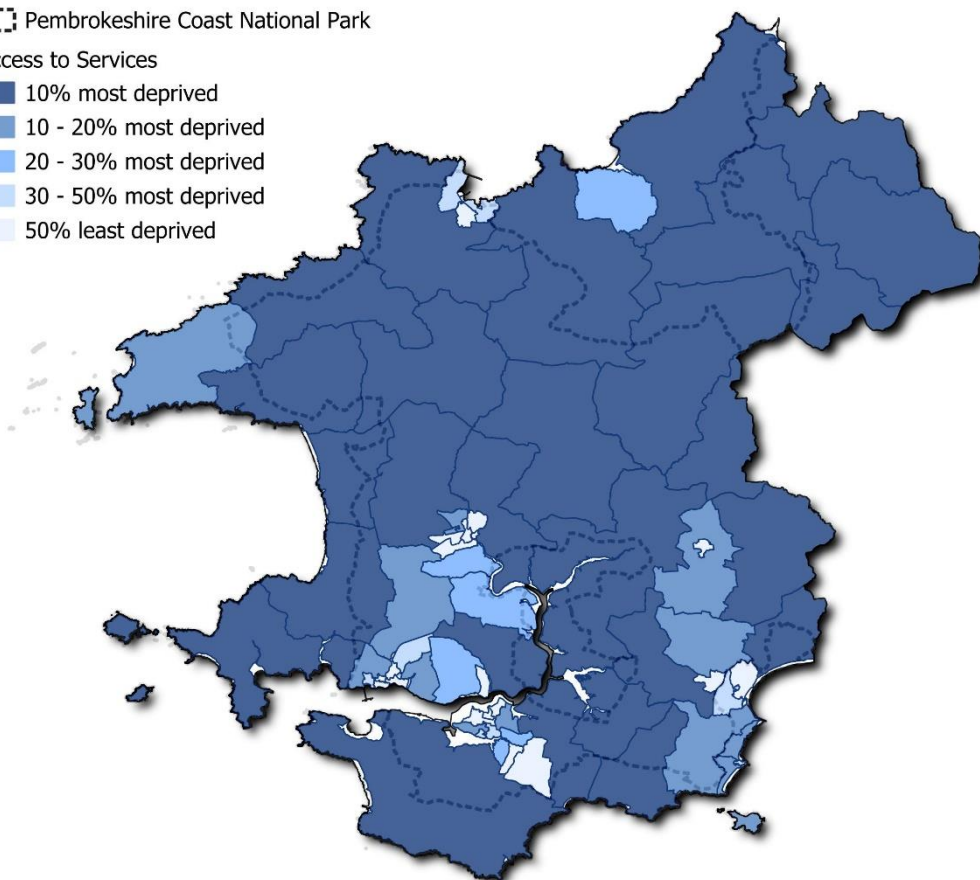 Pembrokeshire Coast National Park
ccess to Services
10% most deprived
10 - 20% most deprived
20 - 30% most deprived
30 - 50% most deprived
50% least deprived